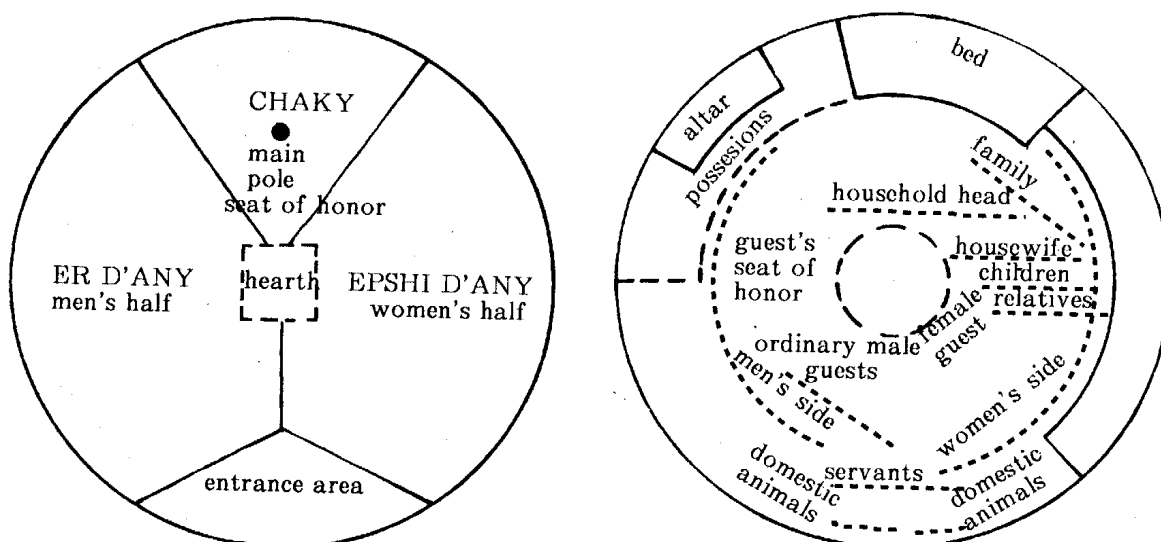 CHAKY
main
pole
seat of honor
ER D'ANY
men's half
hearth
EPSHI D'ANY
women's half
entrance area
bed
altar
possesions
family
household head
guest's
seat of
honor
housewife
children
relatives
female
guest
ordinary male
guests
men's side
women's side
servants
domestic
animals
domestic
animals